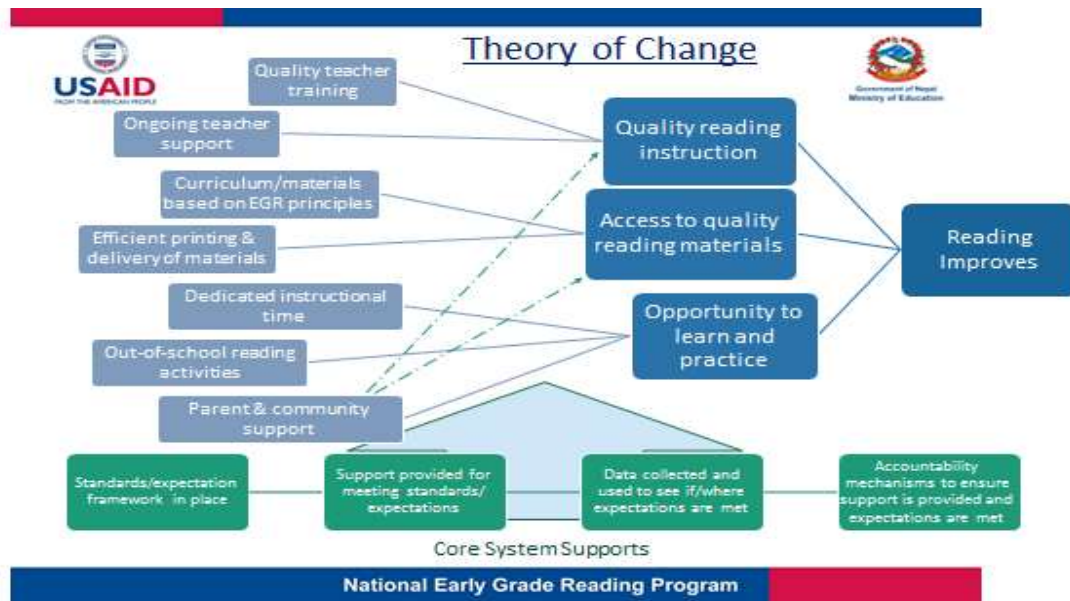 Theory of Change
USAID
FROM THE AMERICAN PEOPLE
Government of Nepal
Ministry of Education
Quality teacher
training
Ongoing teacher
support
Curriculum/materials
based on EGR principles
Efficient printing &
delivery of materials
Dedicated instructional
time
Out-of-school reading
activities
Parent & community
support
Quality reading
instruction
Access to quality
reading materials
Opportunity to
learn and
practice
Reading
Improves
Standards/expectation
framework in place
Support provided for
meeting standards/
expectations
Data collected and
used to see if/where
expectations are met
Accountability
mechanisms to ensure
support is provided and
expectations are met
Core System Supports
National Early Grade Reading Program